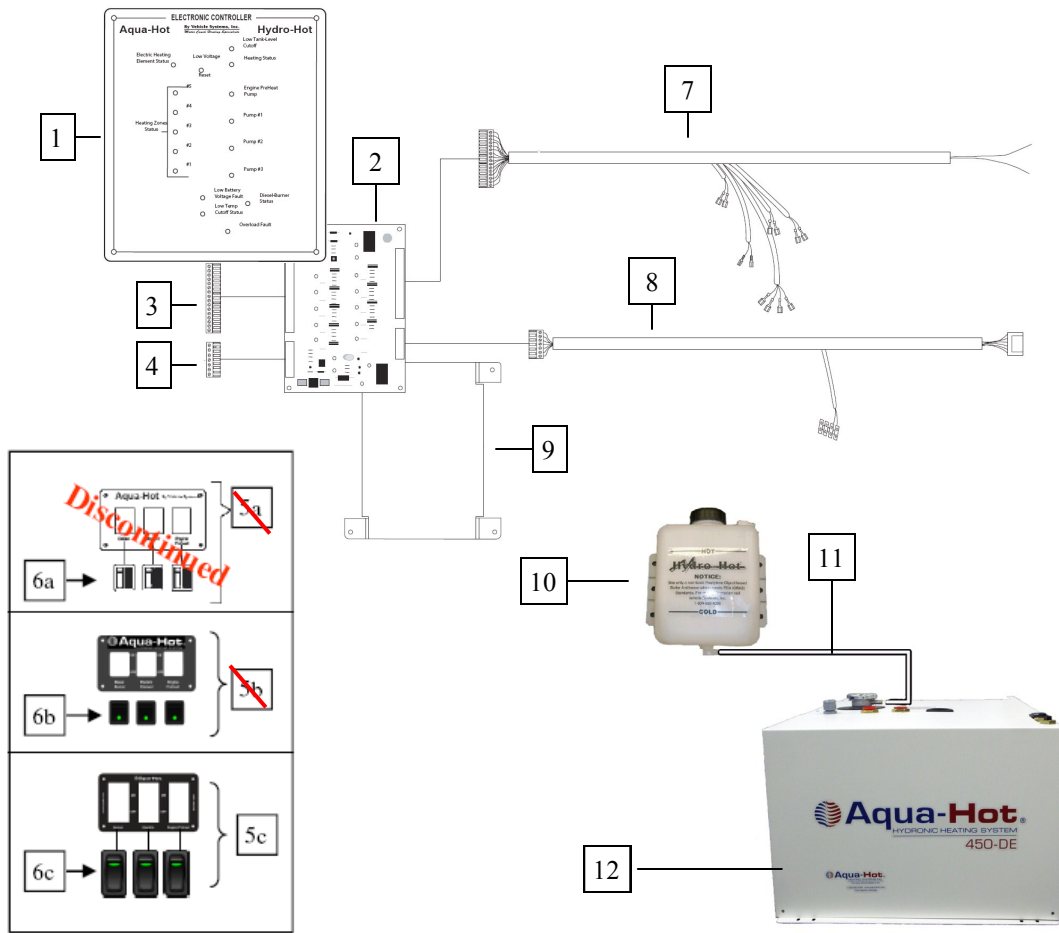 ELECTRONIC CONTROLLER
Aqua-Hot
By Vehicle Systems, Inc.
Hydro-Hot
Low Tank-Level
Cutoff
Electric Heating
Element Status
Low Voltage
Heating Status
Reset
#5
Engine PreHeat
Pump
#4
Pump #1
Heating Zones
Status
#3
#2
Pump #2
#1
Pump #3
Low Battery
Voltage Fault
Diesel-Burner
Status
Low Temp
Cutoff Status
Overload Fault
1
2
3
4
7
8
9
Aqua-Hot
Discontinued
5a
6a
Aqua-Hot
5b
6b
5c
6c
10
HOT
Hydro-Hot
NOTICE:
COLD
11
Aqua-Hot®
HYDRONIC HEATING SYSTEM
450-DE
Aqua-Hot
12